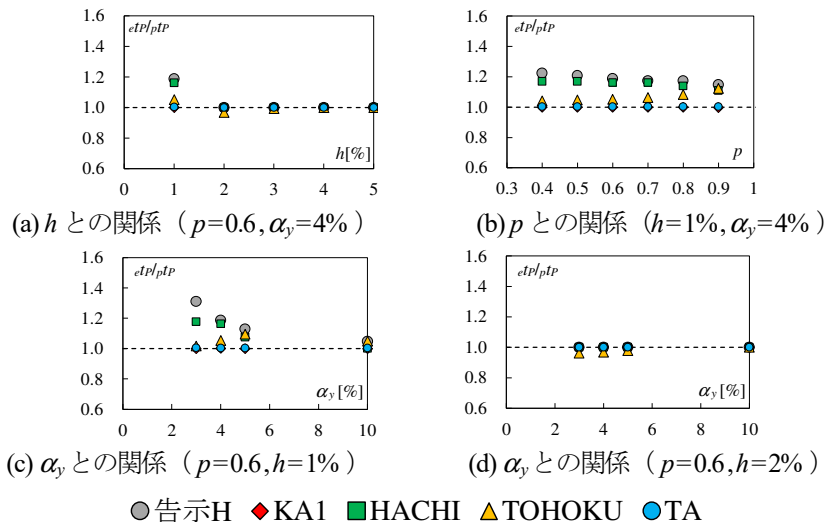 1.6 etP/ptP
1.4
1.2
1.0
0.8
h[%]
0.6
0 1 2 3 4 5
(a) h との関係（p=0.6, αy=4%）
1.6 etP/ptP
1.4
1.2
1.0
0.8
p
0.6
0.3 0.4 0.5 0.6 0.7 0.8 0.9 1
(b) p との関係（h=1%, αy=4%）
1.6 etP/ptP
1.4
1.2
1.0
0.8
αy[%]
0.6
0 2 4 6 8 10
(c) αy との関係（p=0.6, h=1%）
1.6 etP/ptP
1.4
1.2
1.0
0.8
αy[%]
0.6
0 2 4 6 8 10
(d) αy との関係（p=0.6, h=2%）
告示H KA1 HACHI TOHOKU TA